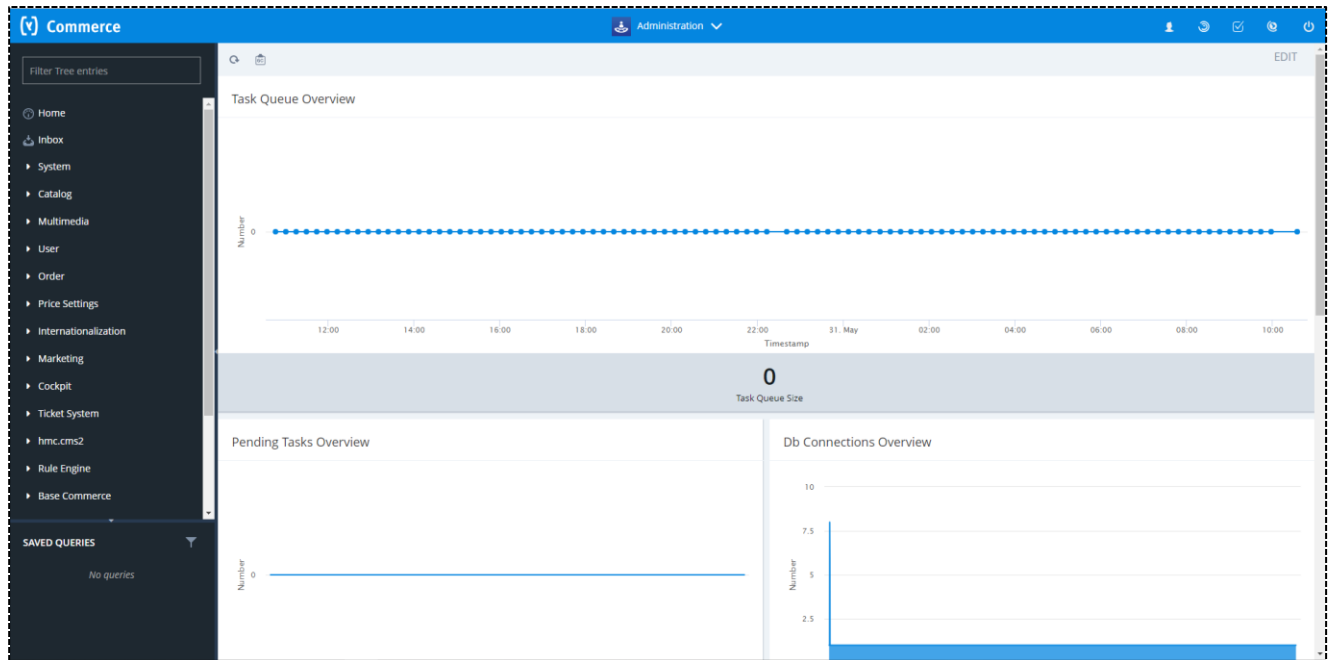 (Y) Commerce
Administration
Filter Tree entries
EDIT
Home
Inbox
System
Catalog
Multimedia
User
Order
Price Settings
Internationalization
Marketing
Cockpit
Ticket System
hmc.cms2
Rule Engine
Base Commerce
SAVED QUERIES
No queries
Task Queue Overview
Number
0
12:00 14:00 16:00 18:00 20:00 22:00 31. May 02:00 04:00 06:00 08:00 10:00
Timestamp
0
Task Queue Size
Pending Tasks Overview
Number
0
Db Connections Overview
Number
10
7.5
5
2.5